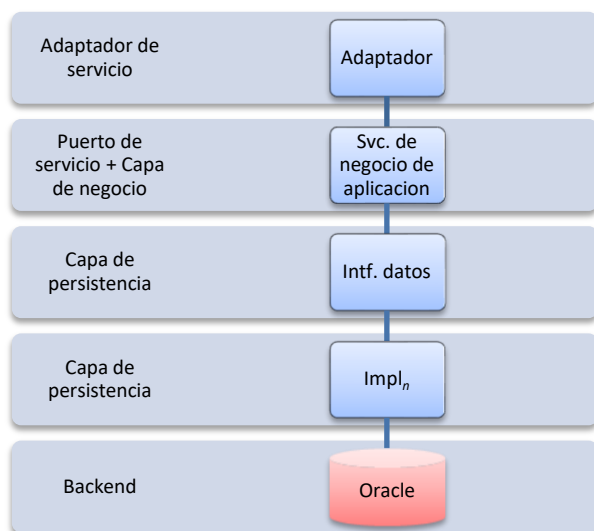 Adaptador de
servicio
Adaptador
Puerto de
servicio + Capa
de negocio
Svc. de
negocio de
aplicacion
Capa de
persistencia
Intf. datos
Capa de
persistencia
Impln
Backend
Oracle